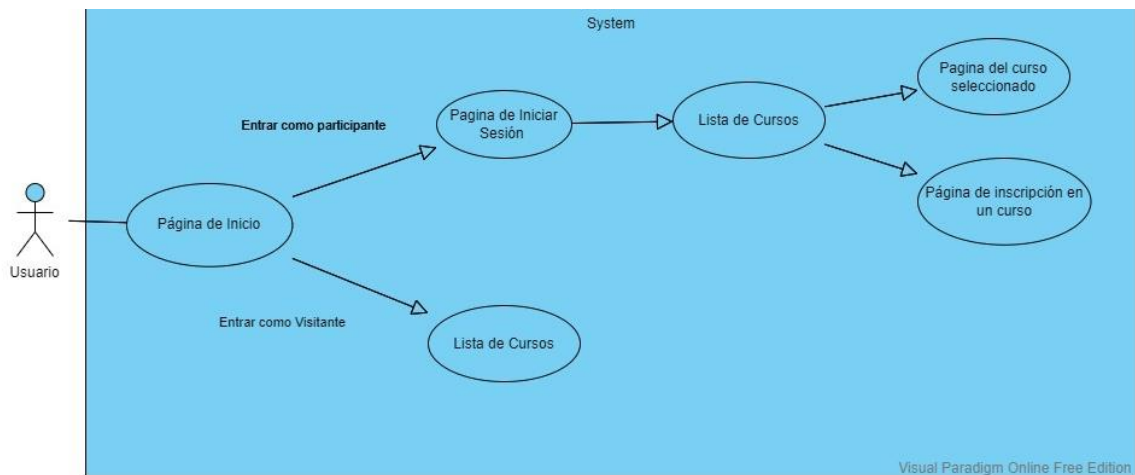 System
Pagina del curso
seleccionado
Entrar como participante
Pagina de Iniciar
Sesión
Lista de Cursos
Página de inscripción en
un curso
Página de Inicio
Usuario
Entrar como Visitante
Lista de Cursos
Visual Paradigm Online Free Edition